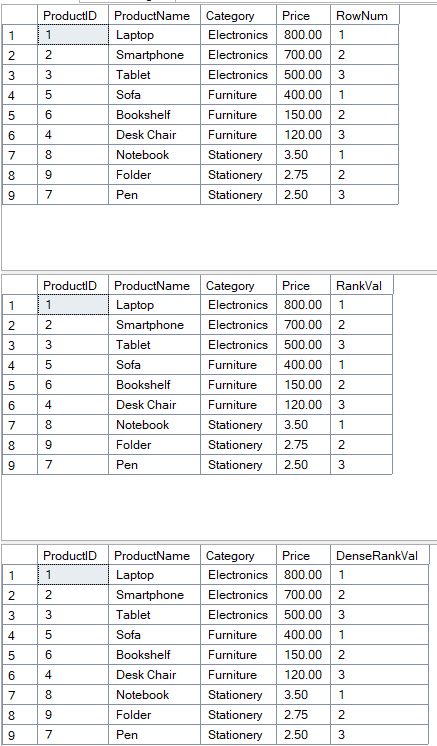 ProductID ProductName Category Price RowNum
1 1 Laptop Electronics 800.00 1
2 2 Smartphone Electronics 700.00 2
3 3 Tablet Electronics 500.00 3
4 5 Sofa Furniture 400.00 1
5 6 Bookshelf Furniture 150.00 2
6 4 Desk Chair Furniture 120.00 3
7 8 Notebook Stationery 3.50 1
8 9 Folder Stationery 2.75 2
9 7 Pen Stationery 2.50 3
ProductID ProductName Category Price RankVal
1 1 Laptop Electronics 800.00 1
2 2 Smartphone Electronics 700.00 2
3 3 Tablet Electronics 500.00 3
4 5 Sofa Furniture 400.00 1
5 6 Bookshelf Furniture 150.00 2
6 4 Desk Chair Furniture 120.00 3
7 8 Notebook Stationery 3.50 1
8 9 Folder Stationery 2.75 2
9 7 Pen Stationery 2.50 3
ProductID ProductName Category Price DenseRankVal
1 1 Laptop Electronics 800.00 1
2 2 Smartphone Electronics 700.00 2
3 3 Tablet Electronics 500.00 3
4 5 Sofa Furniture 400.00 1
5 6 Bookshelf Furniture 150.00 2
6 4 Desk Chair Furniture 120.00 3
7 8 Notebook Stationery 3.50 1
8 9 Folder Stationery 2.75 2
9 7 Pen Stationery 2.50 3